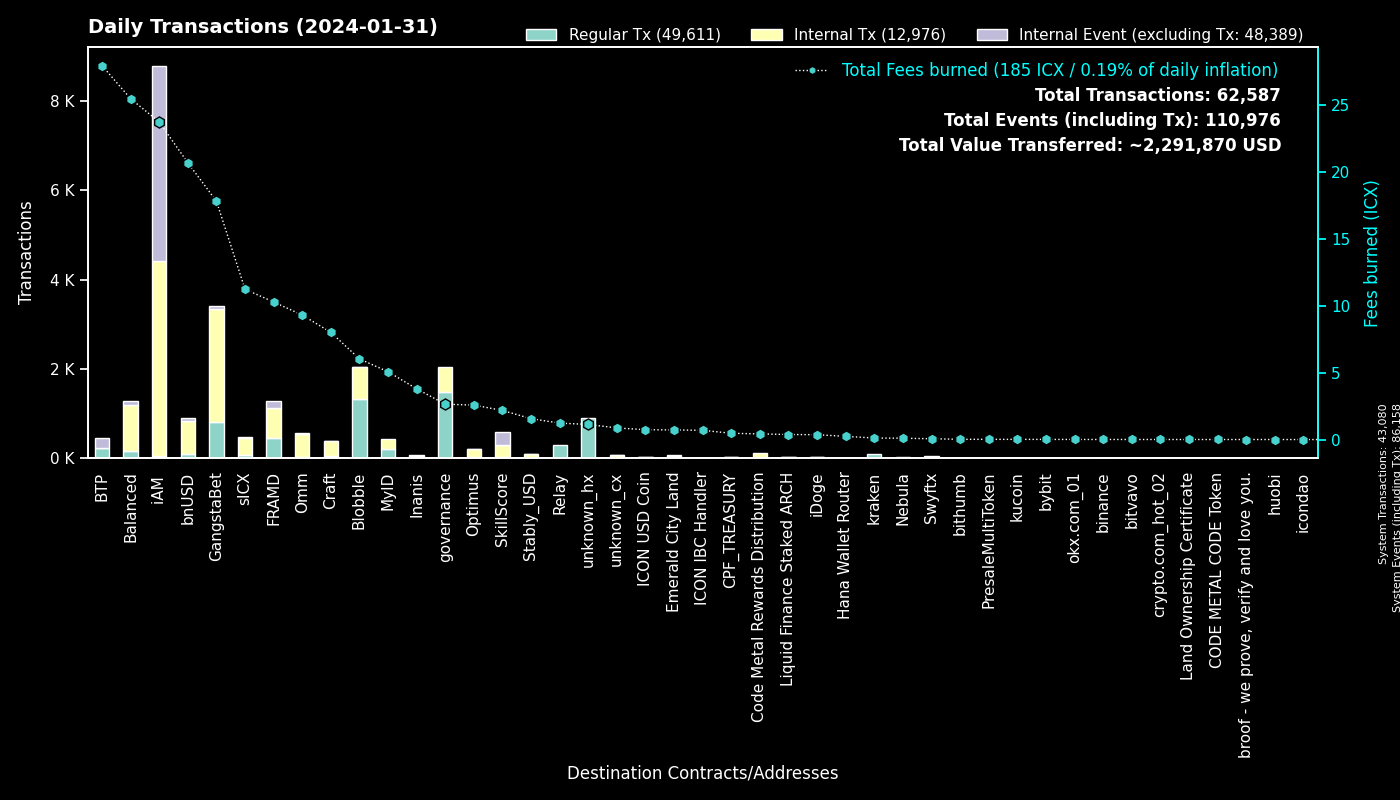 Daily Transactions (2024-01-31)
Regular Tx (49,611)
Internal Tx (12,976)
Internal Event (excluding Tx: 48,389)
Total Fees burned (185 ICX / 0.19% of daily inflation)
Total Transactions: 62,587
Total Events (including Tx): 110,976
Total Value Transferred: ~2,291,870 USD
Transactions
8 K
6 K
4 K
2 K
0 K
25
20
15
10
5
0
Fees burned (ICX)
System Transactions: 43,080
System Events (including Tx): 86,158
BTP
Balanced
iAM
bnUSD
GangstaBet
sICX
FRAMD
Omm
Craft
Blobble
MyID
Inanis
governance
Optimus
SkillScore
Stably_USD
Relay
unknown_hx
unknown_cx
ICON USD Coin
Emerald City Land
ICON IBC Handler
CPF_TREASURY
Code Metal Rewards Distribution
Liquid Finance Staked ARCH
iDoge
Hana Wallet Router
kraken
Nebula
Swyftx
bithumb
PresaleMultiToken
kucoin
bybit
okx.com_01
binance
bitvavo
crypto.com_hot_02
Land Ownership Certificate
CODE METAL CODE Token
broof - we prove, verify and love you.
huobi
icondao
Destination Contracts/Addresses